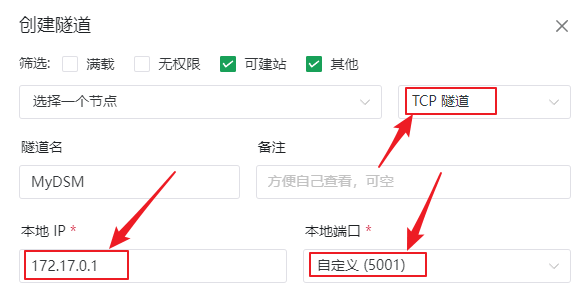 创建隧道
筛选: 满载 无权限 可建站 其他
选择一个节点 TCP 隧道
隧道名 备注
MyDSM 方便自己查看，可空
本地 IP * 本地端口 *
172.17.0.1 自定义 (5001)